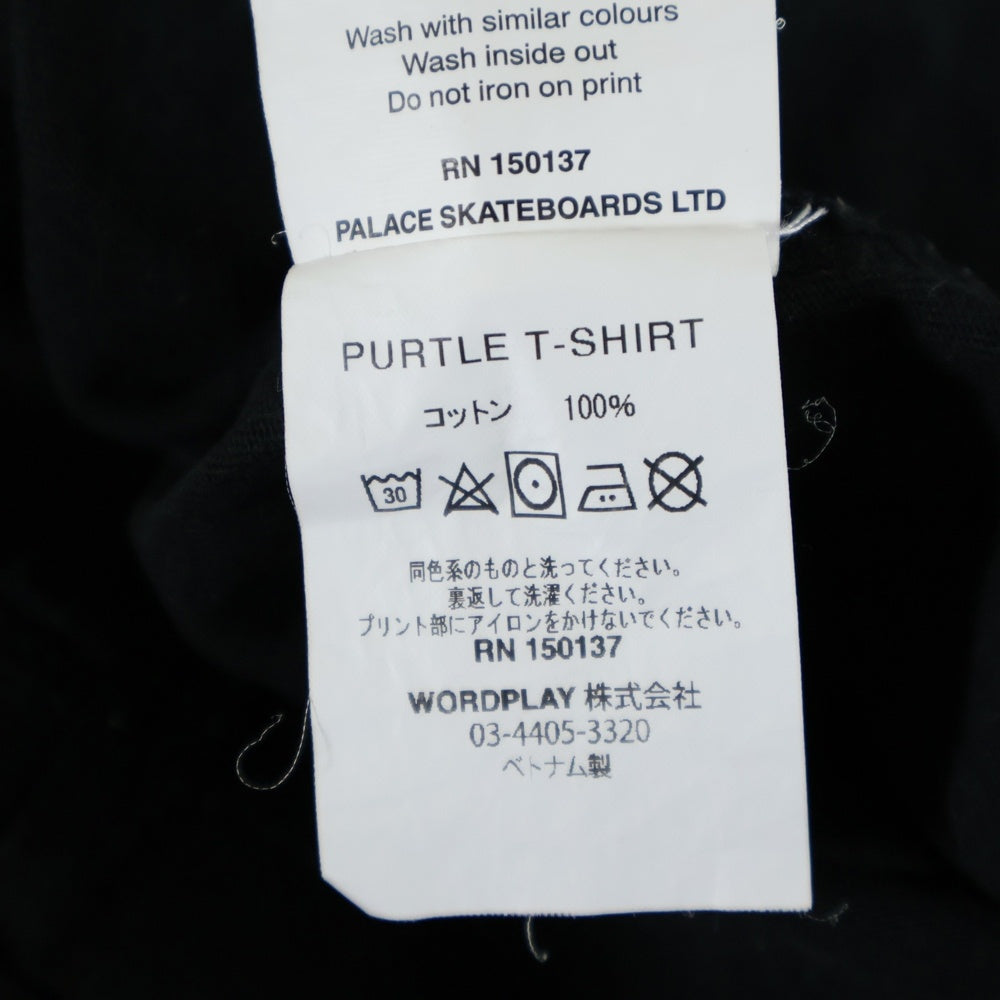 Wash with similar colours
Wash inside out
Do not iron on print
RN 150137
PALACE SKATEBOARDS LTD
PURTLE T-SHIRT
コットン 100%
30
同色系のものと洗ってください。
裏返して洗濯ください。
プリント部にアイロンをかけないでください。
RN 150137
WORDPLAY 株式会社
03-4405-3320
ベトナム製